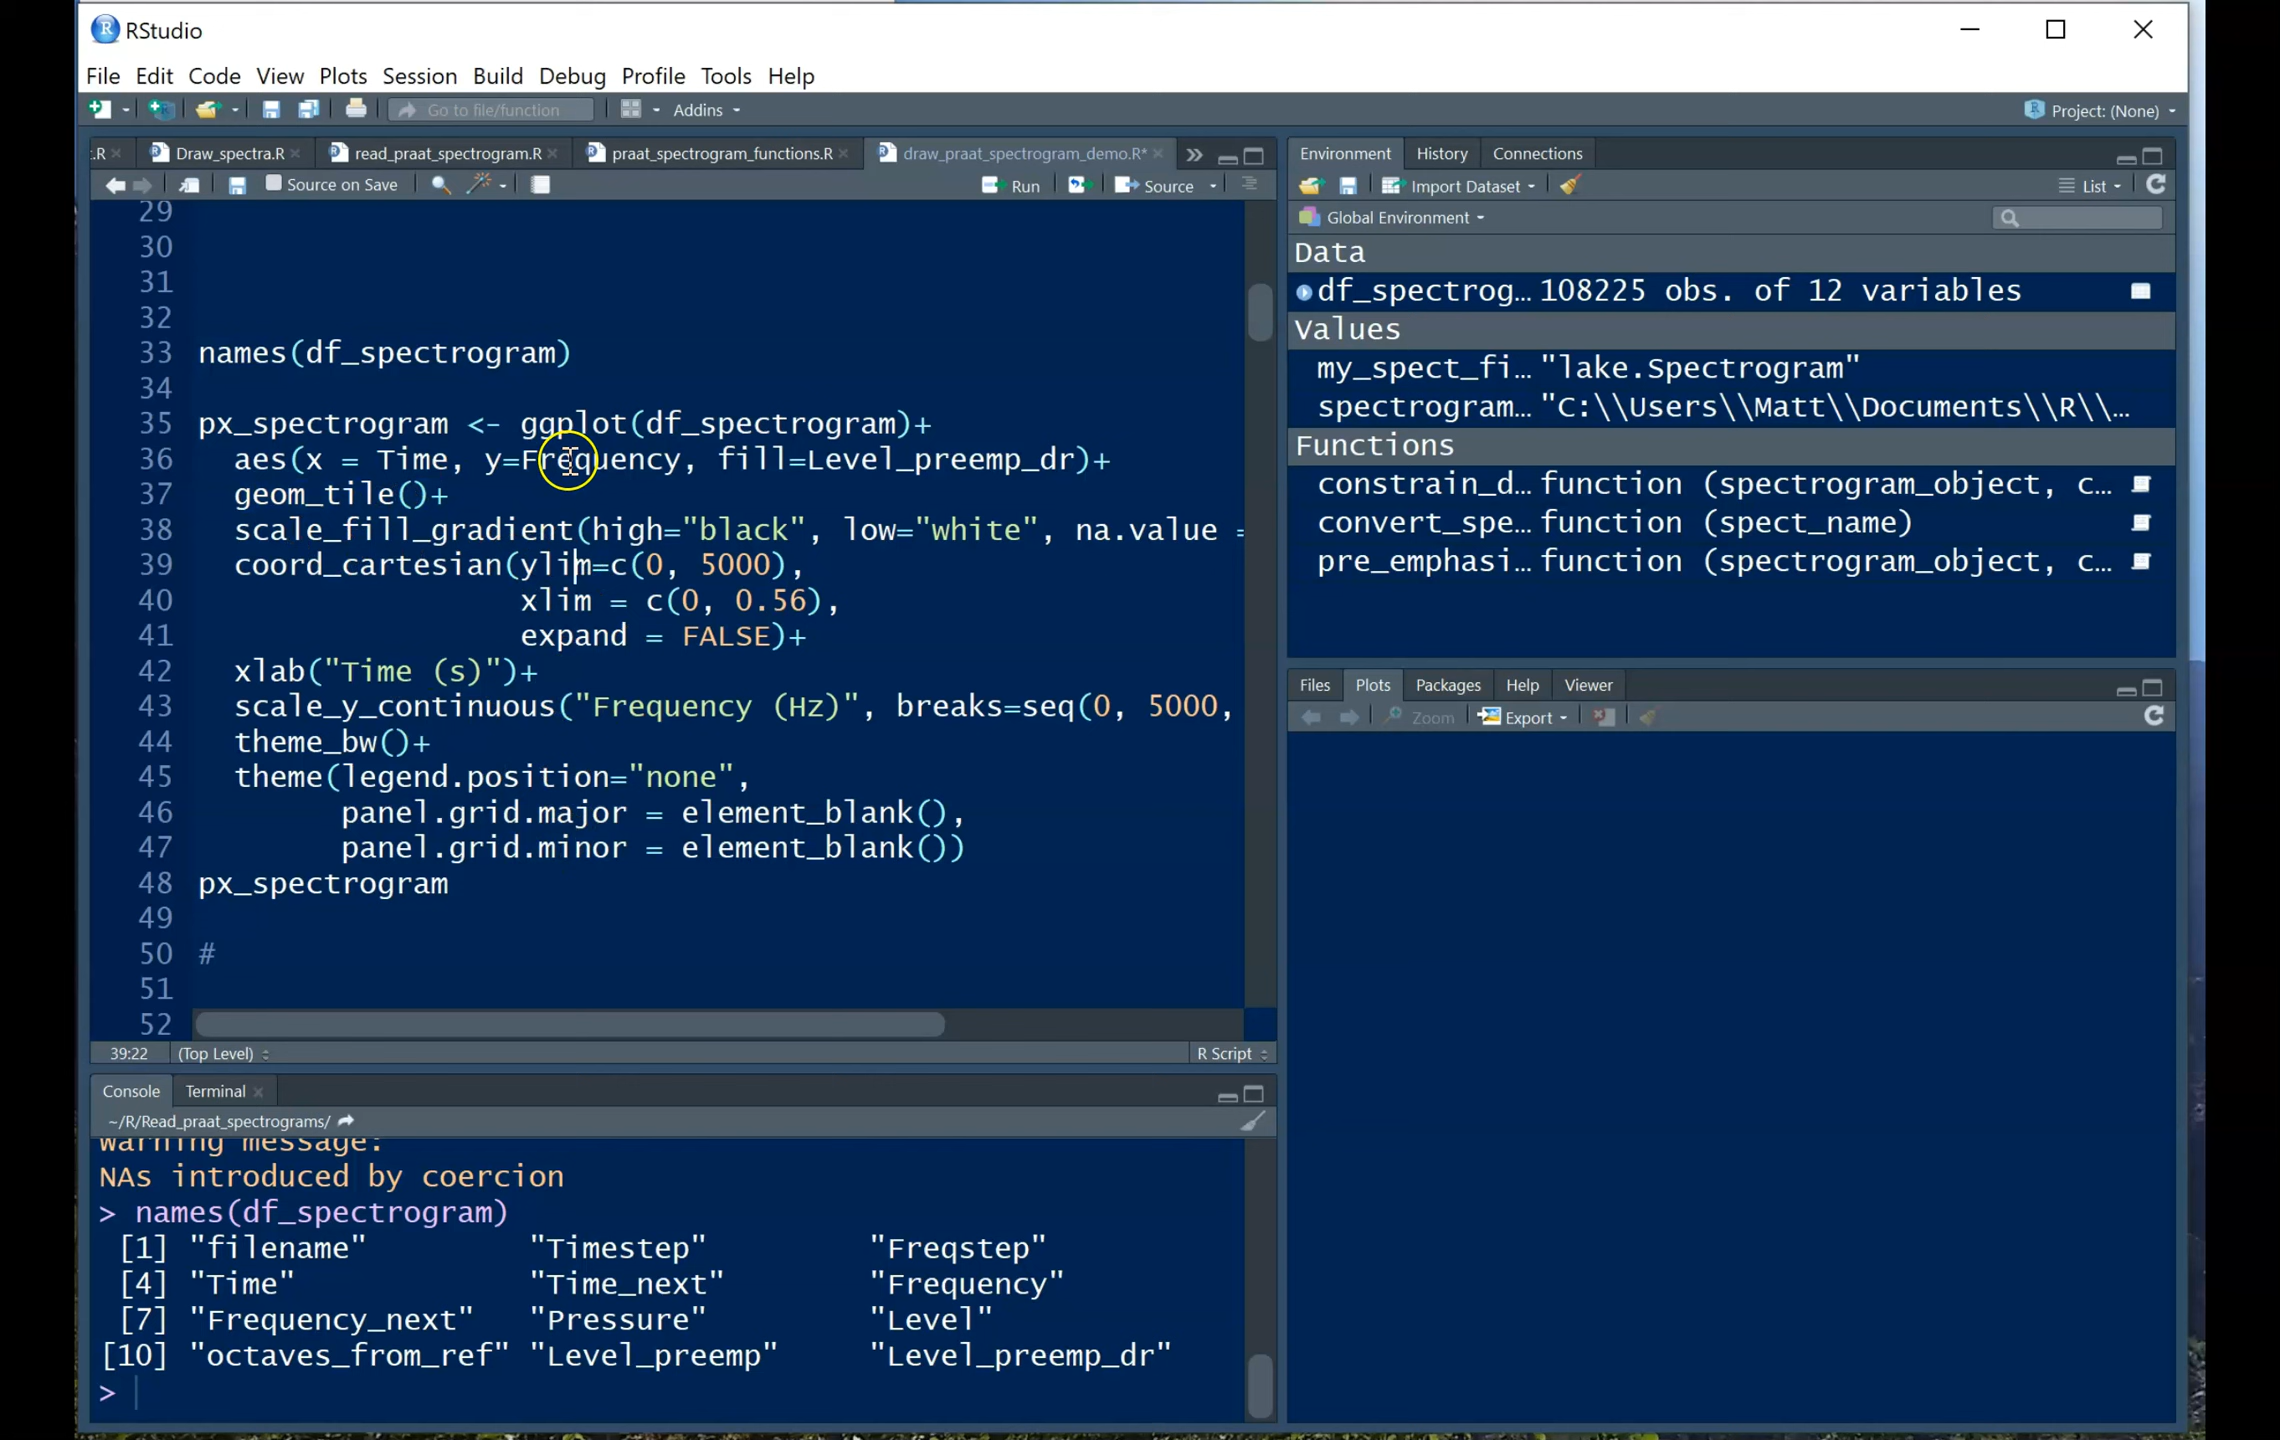 RStudio
File Edit Code View Plots Session Build Debug Profile Tools Help
Go to file/function Addins Project: (None)
.R Draw_spectra.R read_praat_spectrogram.R praat_spectrogram_functions.R draw_praat_spectrogram_demo.R*
Source on Save Run Source
29
30
31
32
33 names(df_spectrogram)
34
35 px_spectrogram <- ggplot(df_spectrogram)+
36 aes(x = Time, y=Frequency, fill=Level_preemp_dr)+
37 geom_tile()+
38 scale_fill_gradient(high="black", low="white", na.value =
39 coord_cartesian(ylim=c(0, 5000),
40 xlim = c(0, 0.56),
41 expand = FALSE)+
42 xlab("Time (s)")+
43 scale_y_continuous("Frequency (Hz)", breaks=seq(0, 5000,
44 theme_bw()+
45 theme(legend.position="none",
46 panel.grid.major = element_blank(),
47 panel.grid.minor = element_blank())
48 px_spectrogram
49
50 #
51
52
39:22 (Top Level) R Script
Console Terminal
~/R/Read_praat_spectrograms/
Warning message:
NAs introduced by coercion
> names(df_spectrogram)
[1] "filename" "Timestep" "Freqstep"
[4] "Time" "Time_next" "Frequency"
[7] "Frequency_next" "Pressure" "Level"
[10] "octaves_from_ref" "Level_preemp" "Level_preemp_dr"
>
Environment History Connections
Import Dataset List
Global Environment
Data
df_spectrog… 108225 obs. of 12 variables
Values
my_spect_fi… "lake.Spectrogram"
spectrogram… "C:\\Users\\Matt\\Documents\\R\\…
Functions
constrain_d… function (spectrogram_object, c…
convert_spe… function (spect_name)
pre_emphasi… function (spectrogram_object, c…
Files Plots Packages Help Viewer
Zoom Export